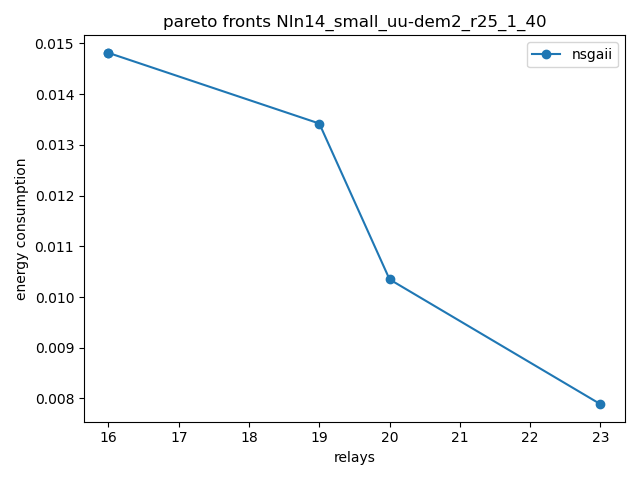 pareto fronts NIn14_small_uu-dem2_r25_1_40
nsgaii
0.015
0.014
0.013
0.012
0.011
0.010
0.009
0.008
energy consumption
16 17 18 19 20 21 22 23
relays